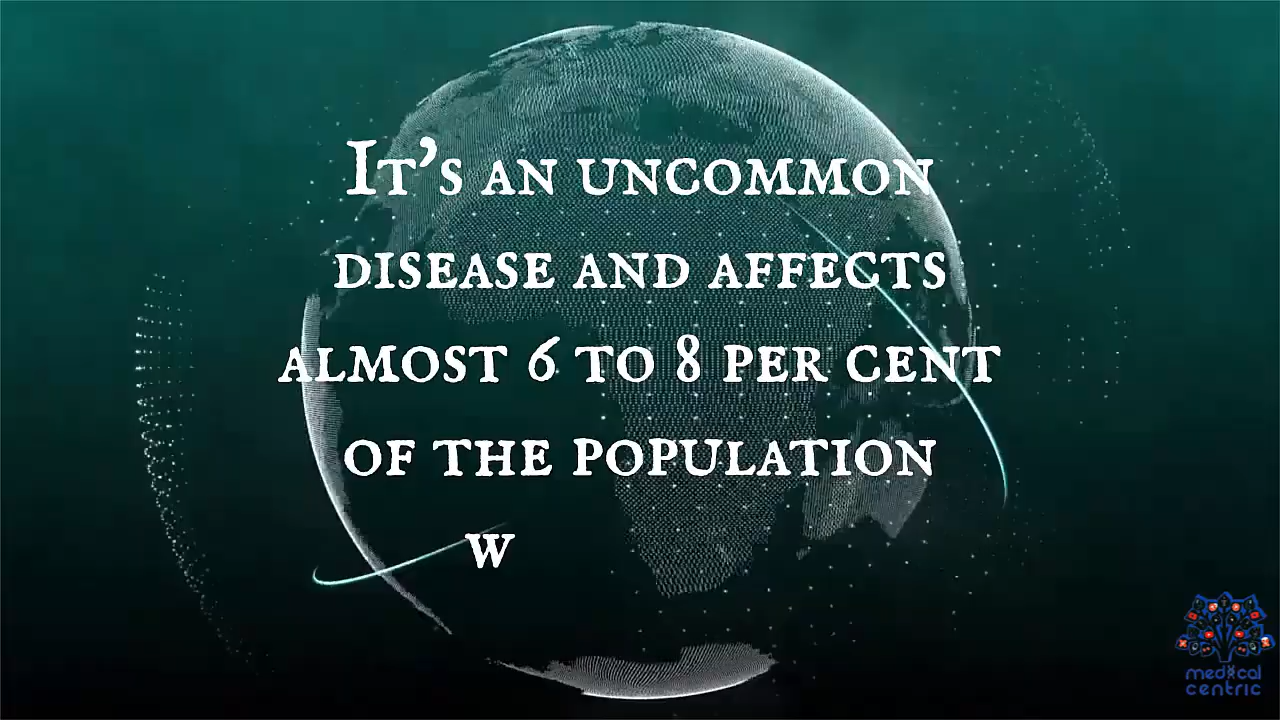 It's an uncommon
disease and affects
almost 6 to 8 per cent
of the population
w
medical
centric